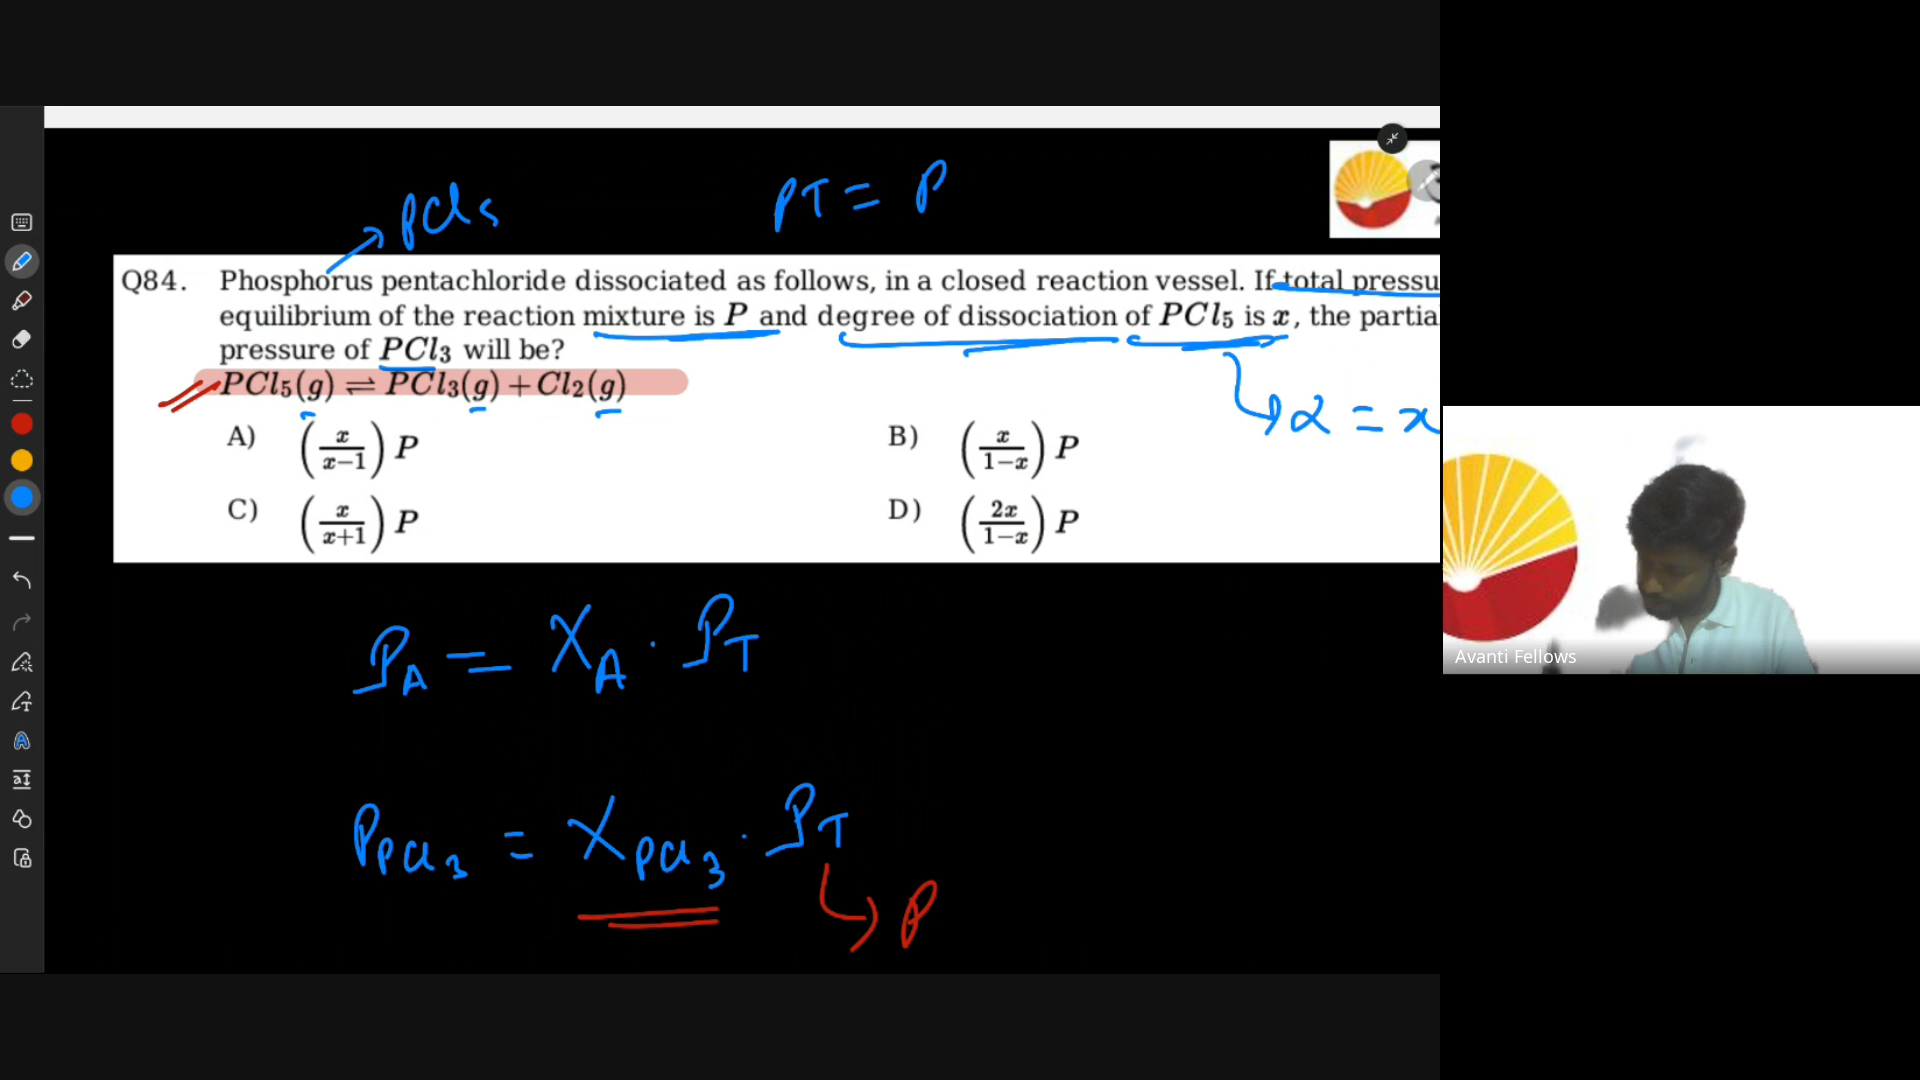 PCl5
PT = P
Q84. Phosphorus pentachloride dissociated as follows, in a closed reaction vessel. If total pressu
equilibrium of the reaction mixture is P and degree of dissociation of PCl5 is x, the partia
pressure of PCl3 will be?
PCl5(g) ⇌ PCl3(g) + Cl2(g)
α = x
A) (x/x−1) P
B) (x/1−x) P
C) (x/x+1) P
D) (2x/1−x) P
PA = XA · PT
PPCl3 = XPCl3 · PT
P
Avanti Fellows